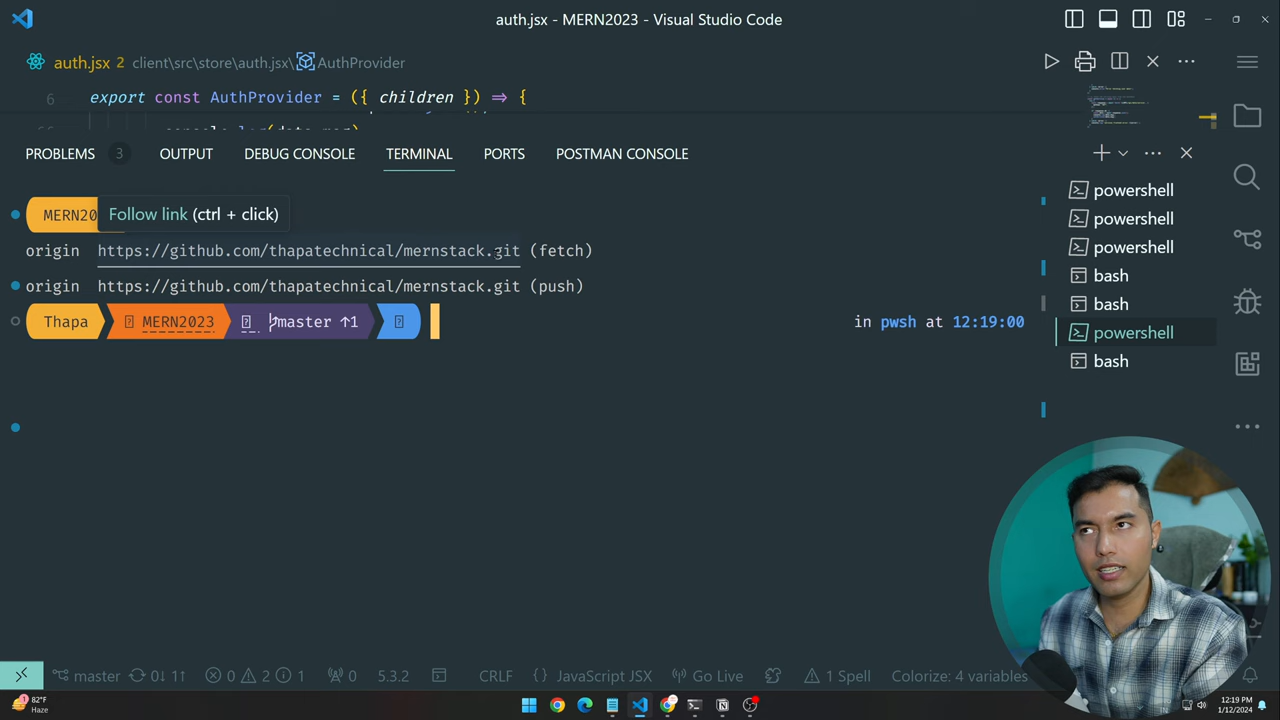 auth.jsx - MERN2023 - Visual Studio Code
auth.jsx 2 client\src\store\auth.jsx\ AuthProvider
6 export const AuthProvider = ({ children }) => {
PROBLEMS 3 OUTPUT DEBUG CONSOLE TERMINAL PORTS POSTMAN CONSOLE
MERN20
Follow link (ctrl + click)
origin https://github.com/thapatechnical/mernstack.git (fetch)
origin https://github.com/thapatechnical/mernstack.git (push)
Thapa MERN2023 master ↑1 in pwsh at 12:19:00
powershell
powershell
powershell
bash
bash
powershell
bash
master 0↓ 1↑ 0 2 1 0 5.3.2 CRLF {} JavaScript JSX Go Live 1 Spell Colorize: 4 variables
1 82°F
Haze
12:19 PM
1/12/2024